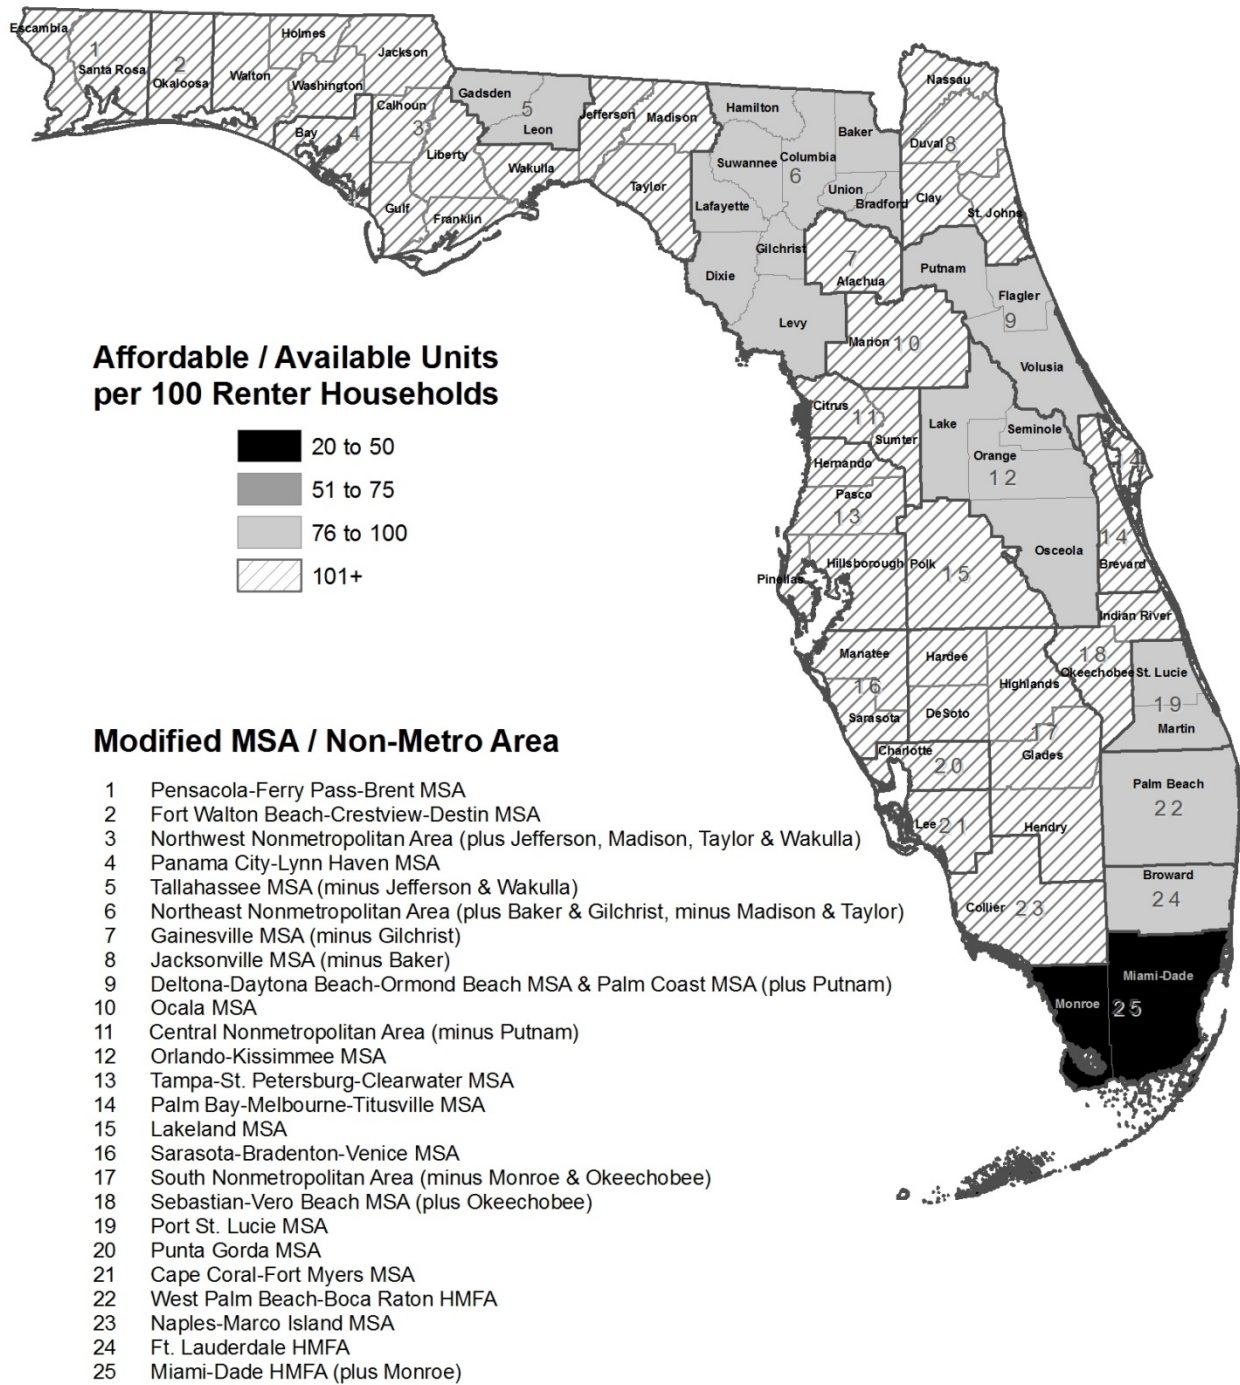 Escambia
1
Santa Rosa
2
Okaloosa
Walton
Holmes
Washington
Jackson
Bay
4
Calhoun
3
Liberty
Gulf
Franklin
Gadsden
5
Leon
Wakulla
Jefferson
Madison
Taylor
Hamilton
Suwannee
Columbia
6
Lafayette
Baker
Union
Bradford
Gilchrist
Dixie
Levy
Nassau
Duval
8
Clay
St. Johns
7
Alachua
Putnam
Flagler
9
Volusia
Marion
10
Affordable / Available Units
per 100 Renter Households
20 to 50
51 to 75
76 to 100
101+
Citrus
11
Sumter
Lake
Seminole
Orange
12
Hernando
Pasco
13
14
14
Brevard
Osceola
Pinellas
Hillsborough
Polk
15
Indian River
18
Okeechobee
St. Lucie
19
Martin
Manatee
16
Sarasota
Hardee
DeSoto
Highlands
17
Glades
Charlotte
20
Lee
21
Hendry
Palm Beach
22
Collier
23
Broward
24
Miami-Dade
Monroe
25
Modified MSA / Non-Metro Area
1 Pensacola-Ferry Pass-Brent MSA
2 Fort Walton Beach-Crestview-Destin MSA
3 Northwest Nonmetropolitan Area (plus Jefferson, Madison, Taylor & Wakulla)
4 Panama City-Lynn Haven MSA
5 Tallahassee MSA (minus Jefferson & Wakulla)
6 Northeast Nonmetropolitan Area (plus Baker & Gilchrist, minus Madison & Taylor)
7 Gainesville MSA (minus Gilchrist)
8 Jacksonville MSA (minus Baker)
9 Deltona-Daytona Beach-Ormond Beach MSA & Palm Coast MSA (plus Putnam)
10 Ocala MSA
11 Central Nonmetropolitan Area (minus Putnam)
12 Orlando-Kissimmee MSA
13 Tampa-St. Petersburg-Clearwater MSA
14 Palm Bay-Melbourne-Titusville MSA
15 Lakeland MSA
16 Sarasota-Bradenton-Venice MSA
17 South Nonmetropolitan Area (minus Monroe & Okeechobee)
18 Sebastian-Vero Beach MSA (plus Okeechobee)
19 Port St. Lucie MSA
20 Punta Gorda MSA
21 Cape Coral-Fort Myers MSA
22 West Palm Beach-Boca Raton HMFA
23 Naples-Marco Island MSA
24 Ft. Lauderdale HMFA
25 Miami-Dade HMFA (plus Monroe)